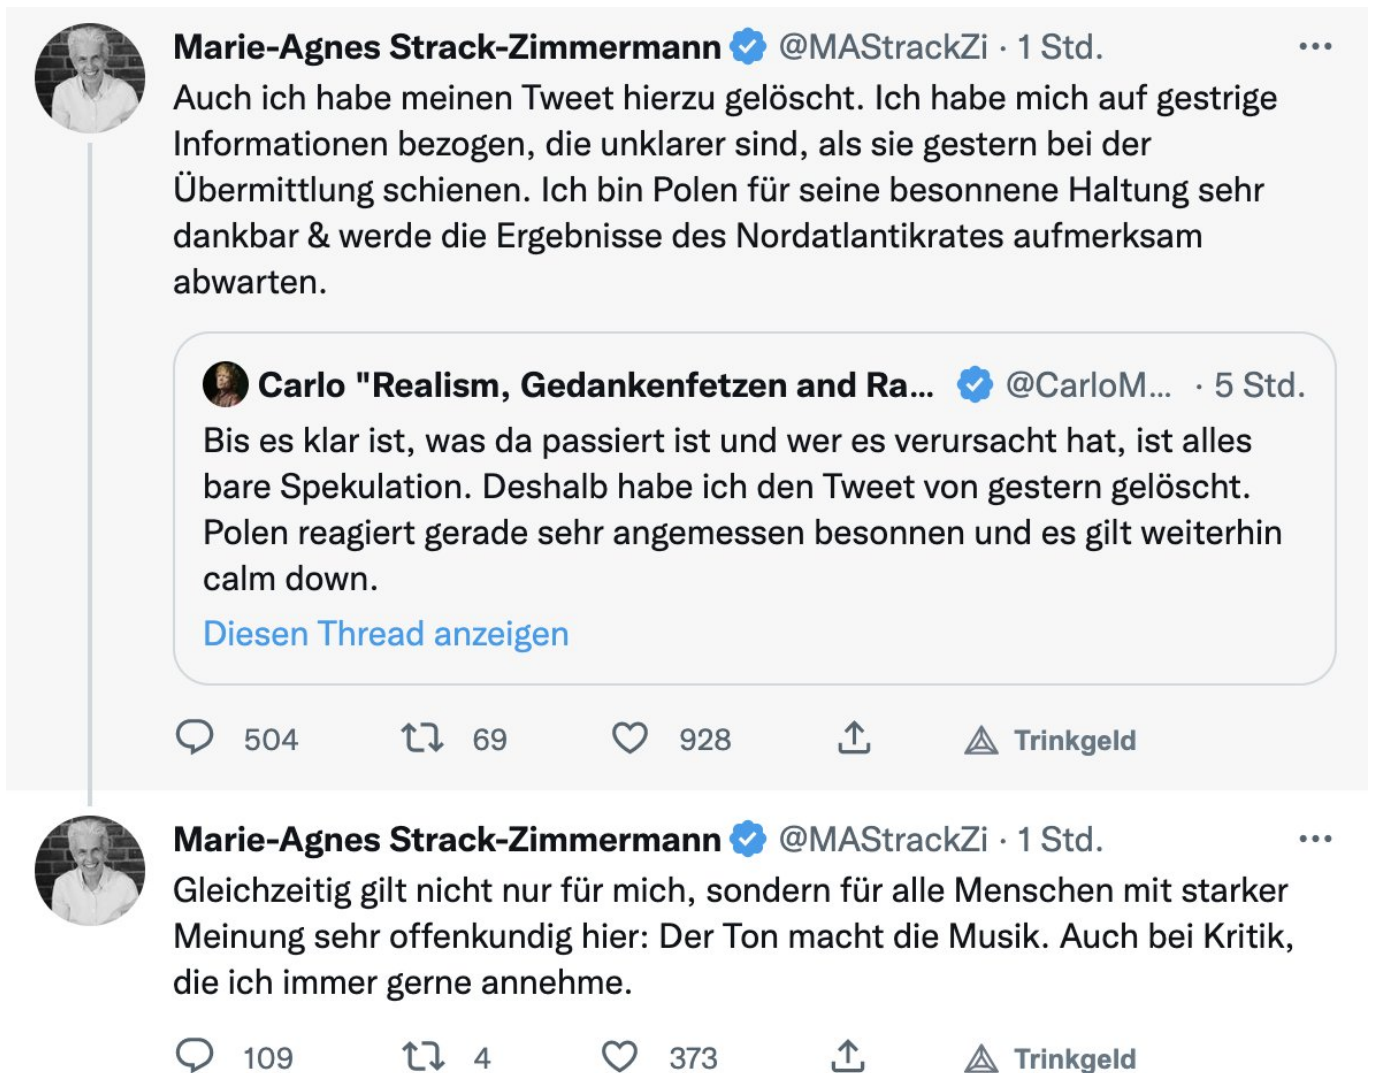 Marie-Agnes Strack-Zimmermann @MAStrackZi · 1 Std.
Auch ich habe meinen Tweet hierzu gelöscht. Ich habe mich auf gestrige
Informationen bezogen, die unklarer sind, als sie gestern bei der
Übermittlung schienen. Ich bin Polen für seine besonnene Haltung sehr
dankbar & werde die Ergebnisse des Nordatlantikrates aufmerksam
abwarten.
Carlo "Realism, Gedankenfetzen and Ra... @CarloM... · 5 Std.
Bis es klar ist, was da passiert ist und wer es verursacht hat, ist alles
bare Spekulation. Deshalb habe ich den Tweet von gestern gelöscht.
Polen reagiert gerade sehr angemessen besonnen und es gilt weiterhin
calm down.
Diesen Thread anzeigen
504 69 928 Trinkgeld
Marie-Agnes Strack-Zimmermann @MAStrackZi · 1 Std.
Gleichzeitig gilt nicht nur für mich, sondern für alle Menschen mit starker
Meinung sehr offenkundig hier: Der Ton macht die Musik. Auch bei Kritik,
die ich immer gerne annehme.
109 4 373 Trinkgeld